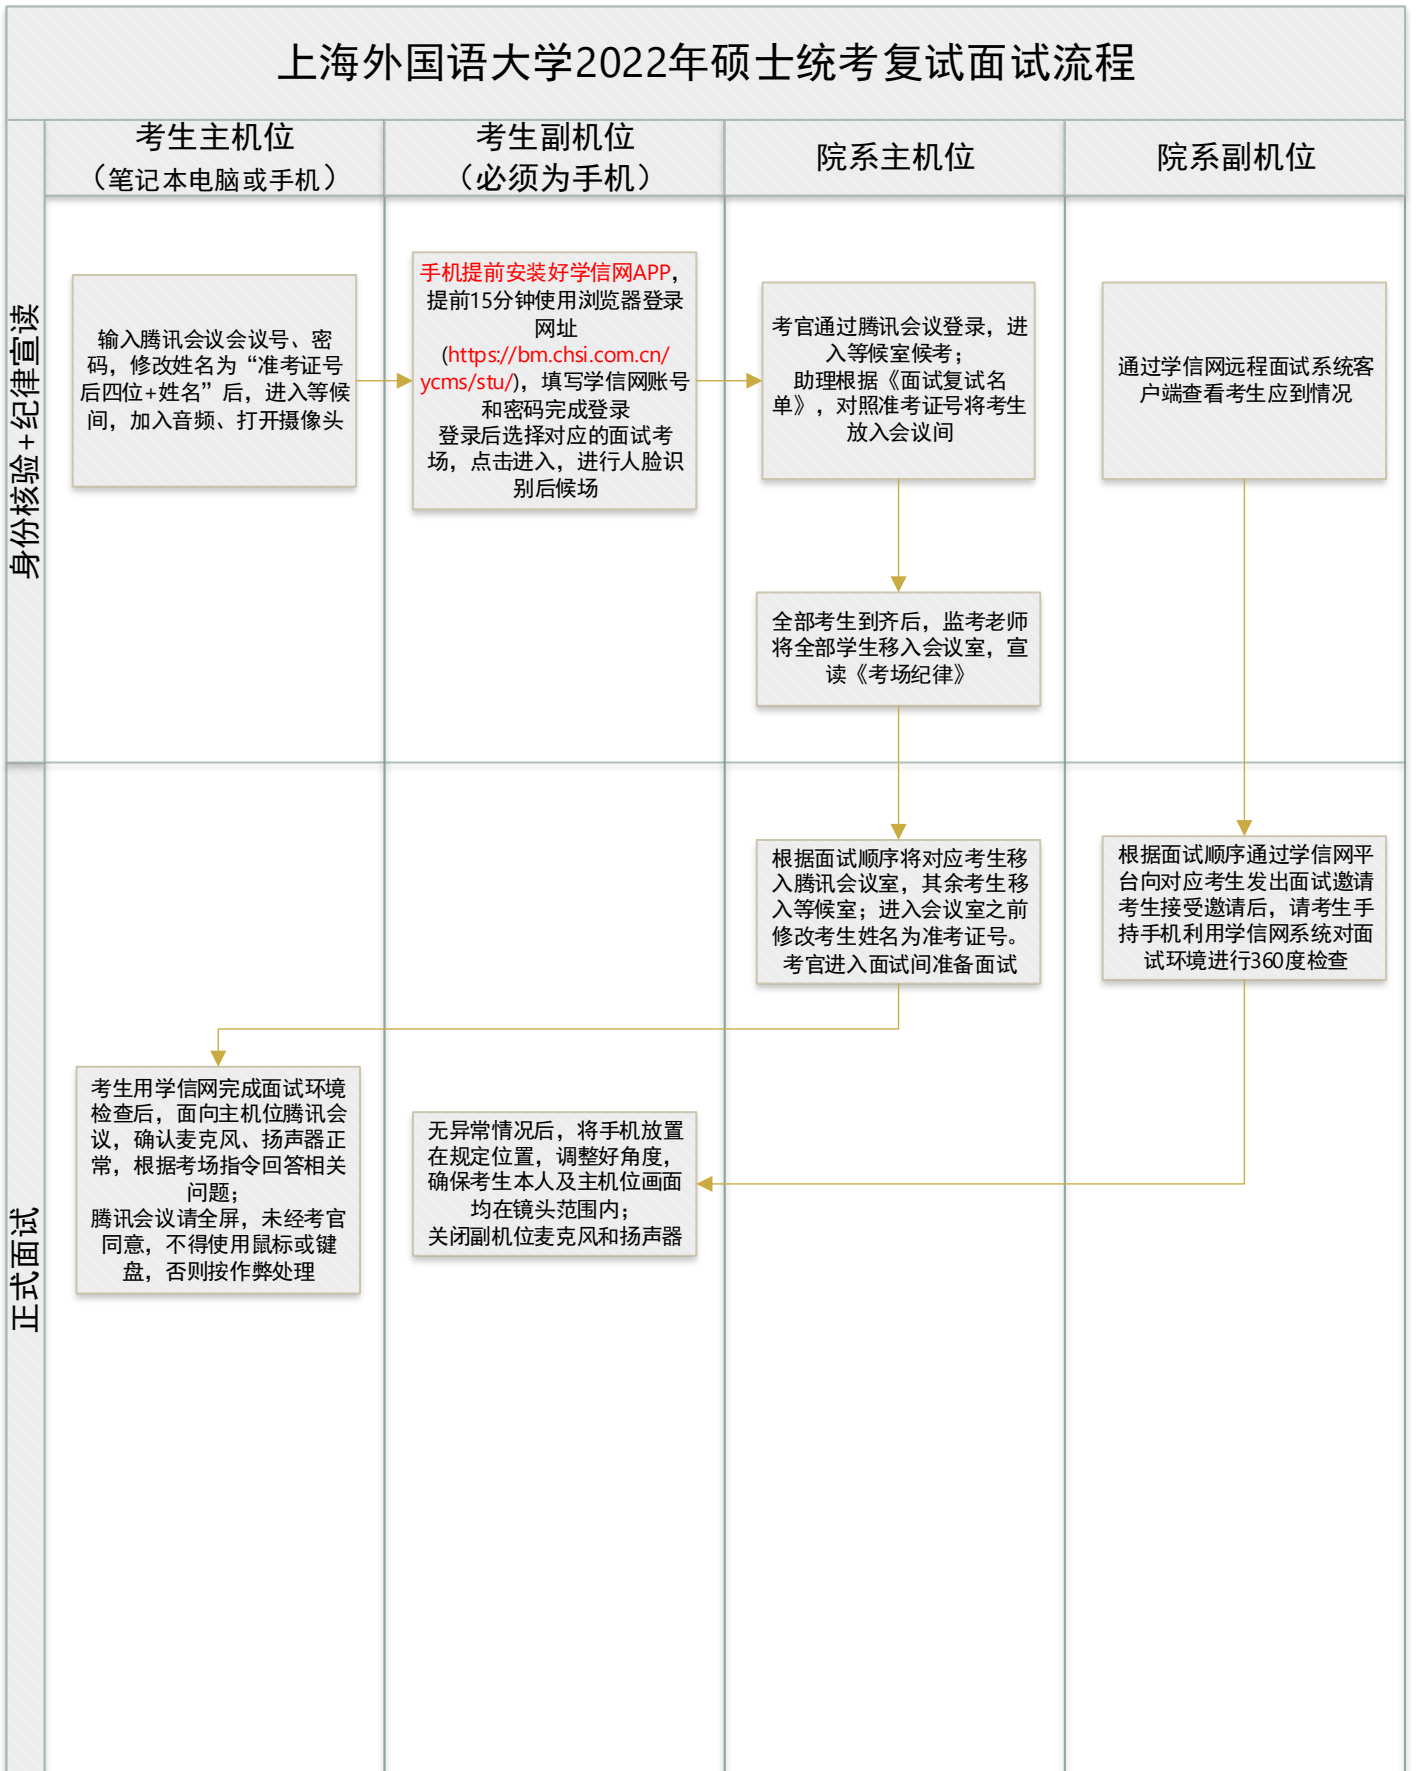 上海外国语大学2022年硕士统考复试面试流程
考生主机位
（笔记本电脑或手机）
考生副机位
（必须为手机）
院系主机位
院系副机位
身份核验+纪律宣读
输入腾讯会议会议号、密
码，修改姓名为“准考证号
后四位+姓名”后，进入等候
间，加入音频、打开摄像头
手机提前安装好学信网APP，
提前15分钟使用浏览器登录
网址
(https://bm.chsi.com.cn/
ycms/stu/)，填写学信网账号
和密码完成登录
登录后选择对应的面试考
场，点击进入，进行人脸识
别后候场
考官通过腾讯会议登录，进
入等候室候考；
助理根据《面试复试名
单》，对照准考证号将考生
放入会议间
通过学信网远程面试系统客
户端查看考生应到情况
全部考生到齐后，监考老师
将全部学生移入会议室，宣
读《考场纪律》
正式面试
根据面试顺序将对应考生移
入腾讯会议室，其余考生移
入等候室；进入会议室之前
修改考生姓名为准考证号。
考官进入面试间准备面试
根据面试顺序通过学信网平
台向对应考生发出面试邀请
考生接受邀请后，请考生手
持手机利用学信网系统对面
试环境进行360度检查
考生用学信网完成面试环境
检查后，面向主机位腾讯会
议，确认麦克风、扬声器正
常，根据考场指令回答相关
问题；
腾讯会议请全屏，未经考官
同意，不得使用鼠标或键
盘，否则按作弊处理
无异常情况后，将手机放置
在规定位置，调整好角度，
确保考生本人及主机位画面
均在镜头范围内；
关闭副机位麦克风和扬声器